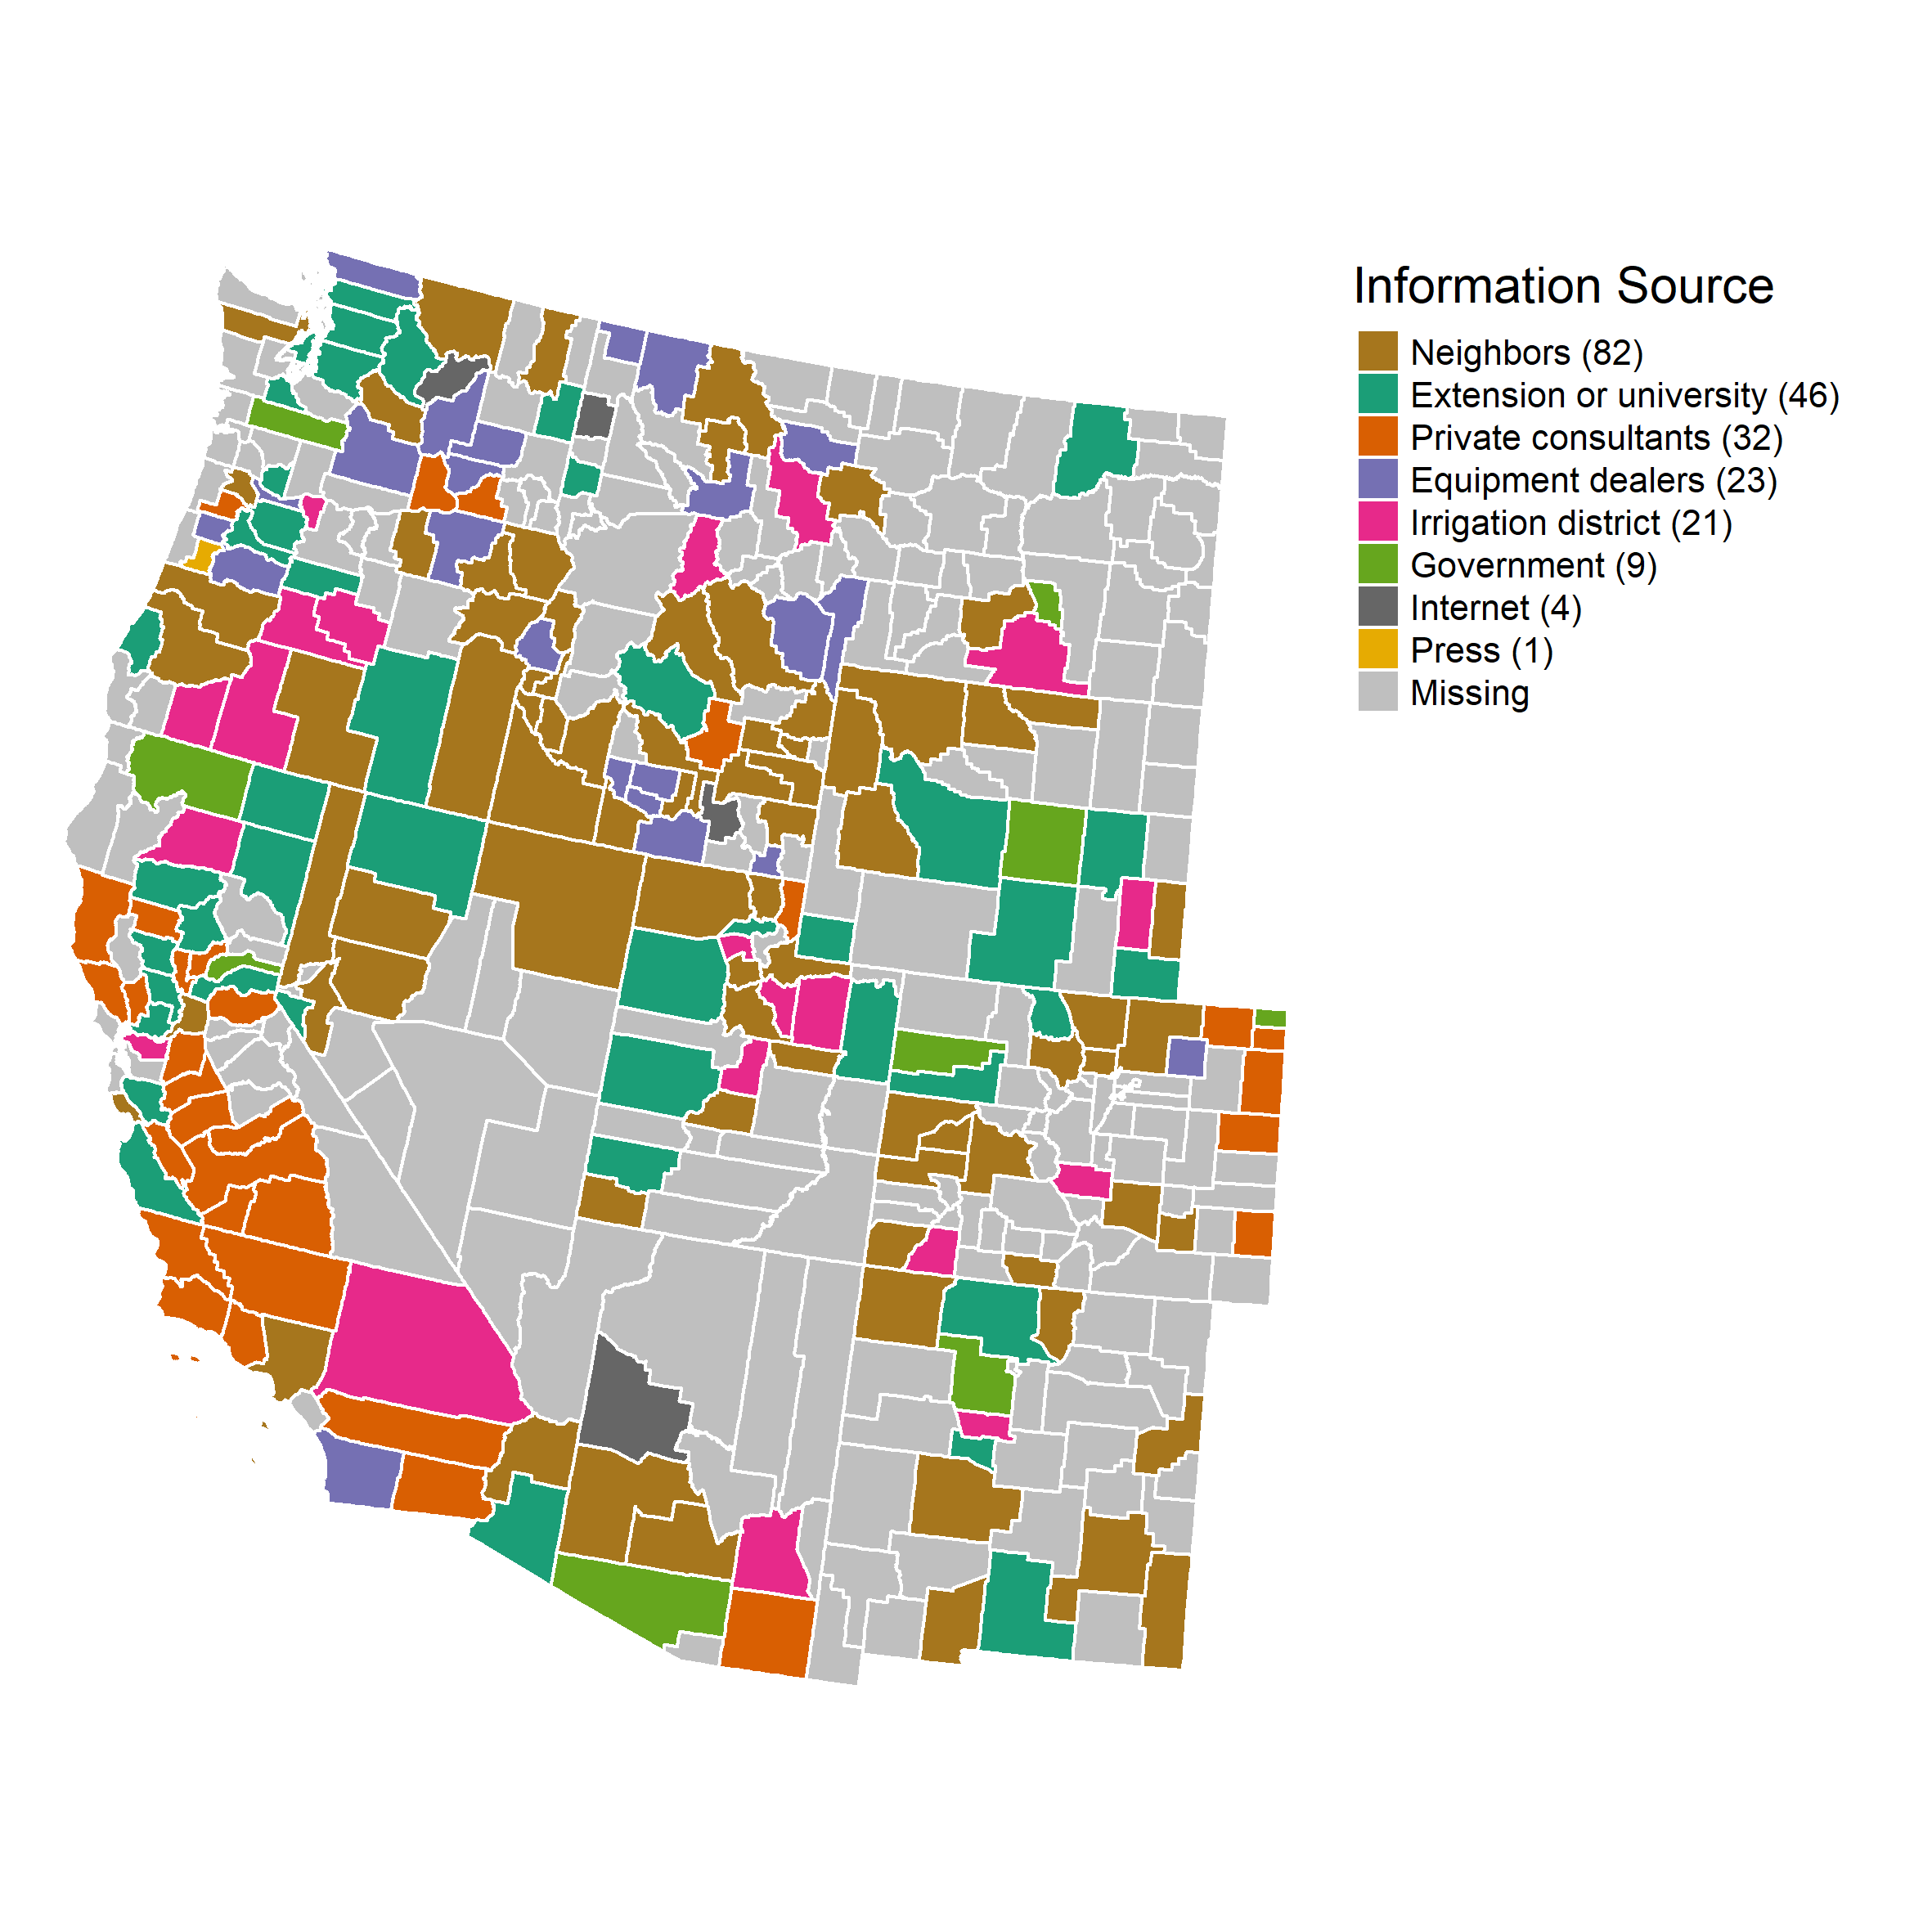 Information Source
Neighbors (82)
Extension or university (46)
Private consultants (32)
Equipment dealers (23)
Irrigation district (21)
Government (9)
Internet (4)
Press (1)
Missing